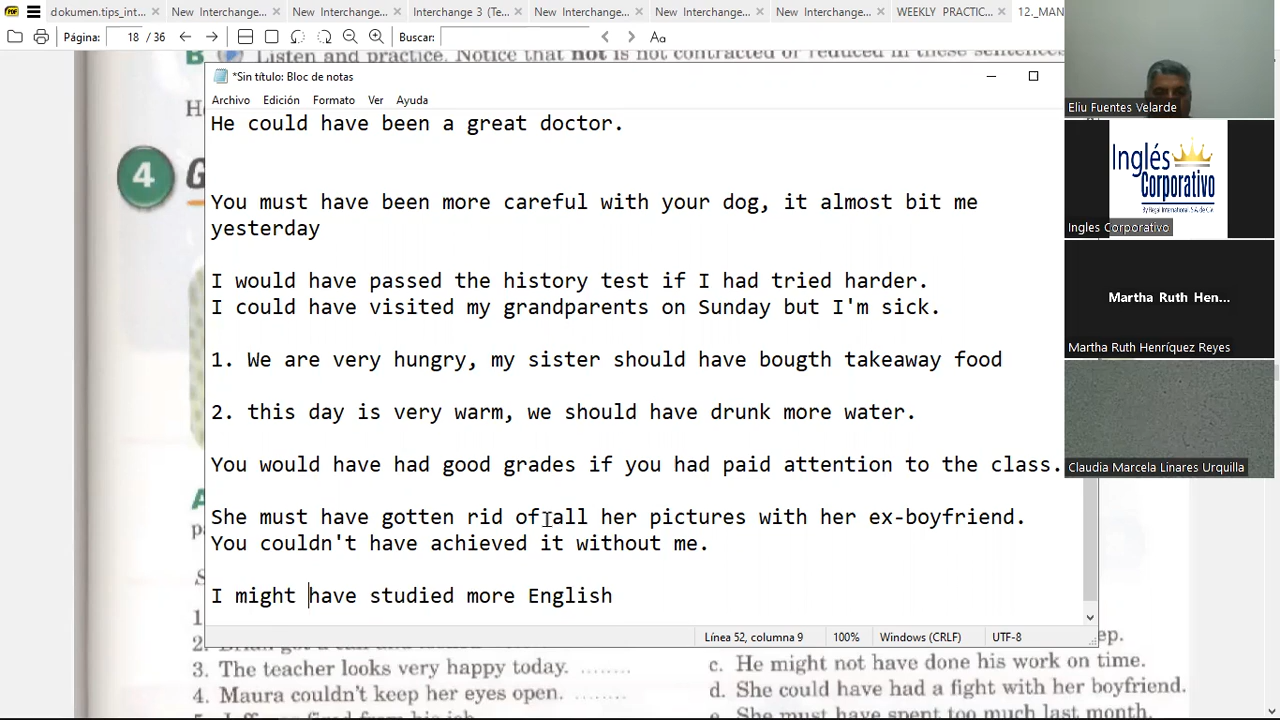 dokumen.tips_int... New Interchange... New Interchange... Interchange 3 (Te... New Interchange... New Interchange... New Interchange... WEEKLY PRACTIC... 12._MAN
Página: 18 / 36 Buscar:
B Listen and practice. Notice that not is not contracted or reduced in these sentences.
*Sin título: Bloc de notas
Archivo Edición Formato Ver Ayuda
He could have been a great doctor.
4 G
You must have been more careful with your dog, it almost bit me
yesterday
I would have passed the history test if I had tried harder.
I could have visited my grandparents on Sunday but I'm sick.
1. We are very hungry, my sister should have bougth takeaway food
2. this day is very warm, we should have drunk more water.
You would have had good grades if you had paid attention to the class.
She must have gotten rid of all her pictures with her ex-boyfriend.
You couldn't have achieved it without me.
I might have studied more English
Línea 52, columna 9 100% Windows (CRLF) UTF-8
3. The teacher looks very happy today. ........
4. Maura couldn't keep her eyes open. ........
c. He might not have done his work on time.
d. She could have had a fight with her boyfriend.
e. She must have spent too much last month.
Eliu Fuentes Velarde
Inglés
Corporativo
Ingles Corporativo
Martha Ruth Hen...
Martha Ruth Henríquez Reyes
Claudia Marcela Linares Urquilla